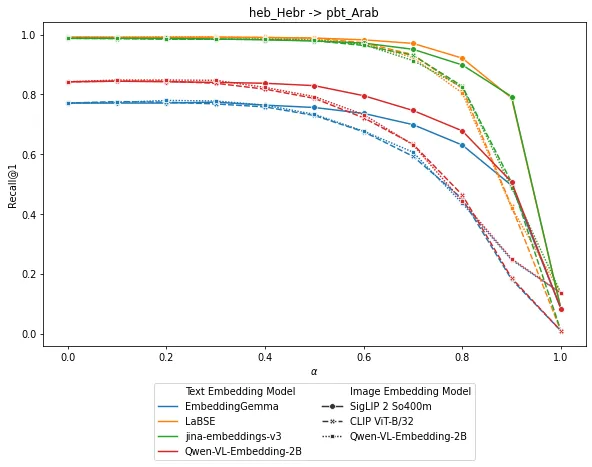 heb_Hebr -> pbt_Arab
Recall@1
1.0
0.8
0.6
0.4
0.2
0.0
0.0 0.2 0.4 0.6 0.8 1.0
α
Text Embedding Model Image Embedding Model
EmbeddingGemma SigLIP 2 So400m
LaBSE CLIP ViT-B/32
jina-embeddings-v3 Qwen-VL-Embedding-2B
Qwen-VL-Embedding-2B